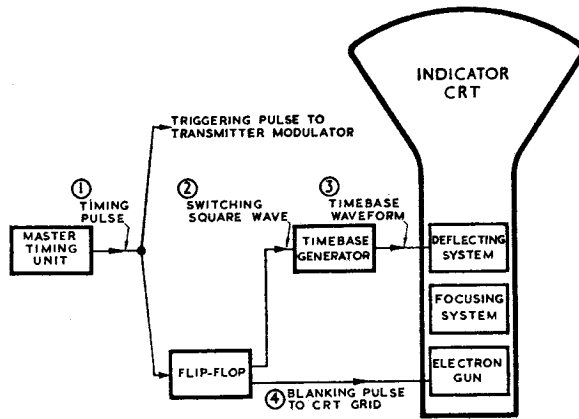 INDICATOR
CRT
TRIGGERING PULSE TO
TRANSMITTER MODULATOR
①
TIMING
PULSE
②
SWITCHING
SQUARE WAVE
③
TIMEBASE
WAVEFORM
MASTER
TIMING
UNIT
TIMEBASE
GENERATOR
DEFLECTING
SYSTEM
FOCUSING
SYSTEM
FLIP-FLOP
ELECTRON
GUN
④ BLANKING PULSE
TO CRT GRID